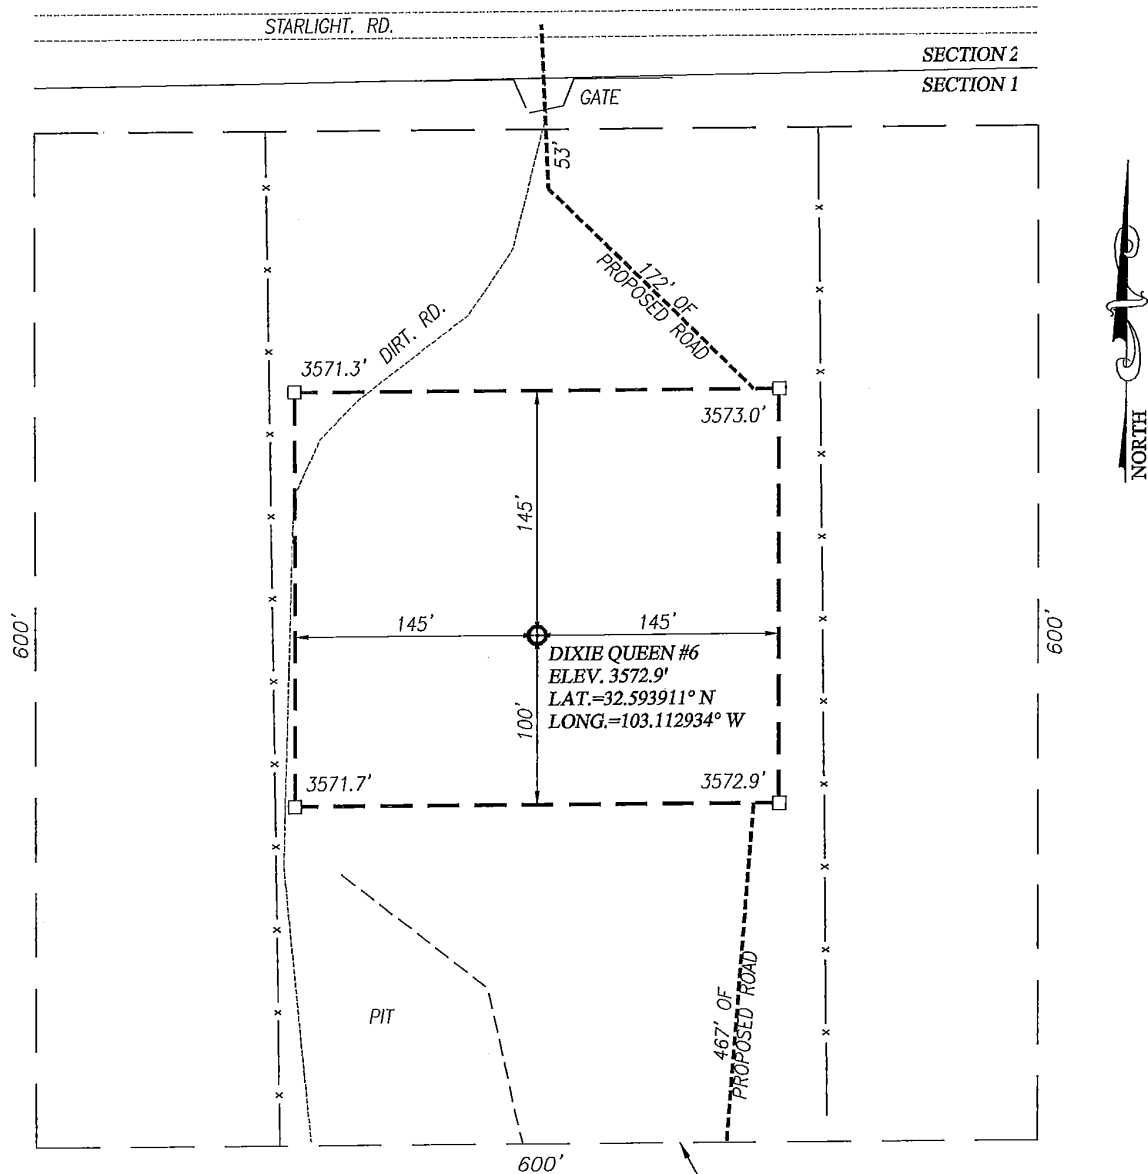 STARLIGHT. RD.
SECTION 2
SECTION 1
GATE
53'
172' OF
PROPOSED ROAD
DIRT. RD.
3571.3'
3573.0'
NORTH
145'
600'
145'
145'
600'
DIXIE QUEEN #6
ELEV. 3572.9'
LAT.=32.593911° N
LONG.=103.112934° W
100'
3571.7'
3572.9'
PIT
467' OF
PROPOSED ROAD
600'